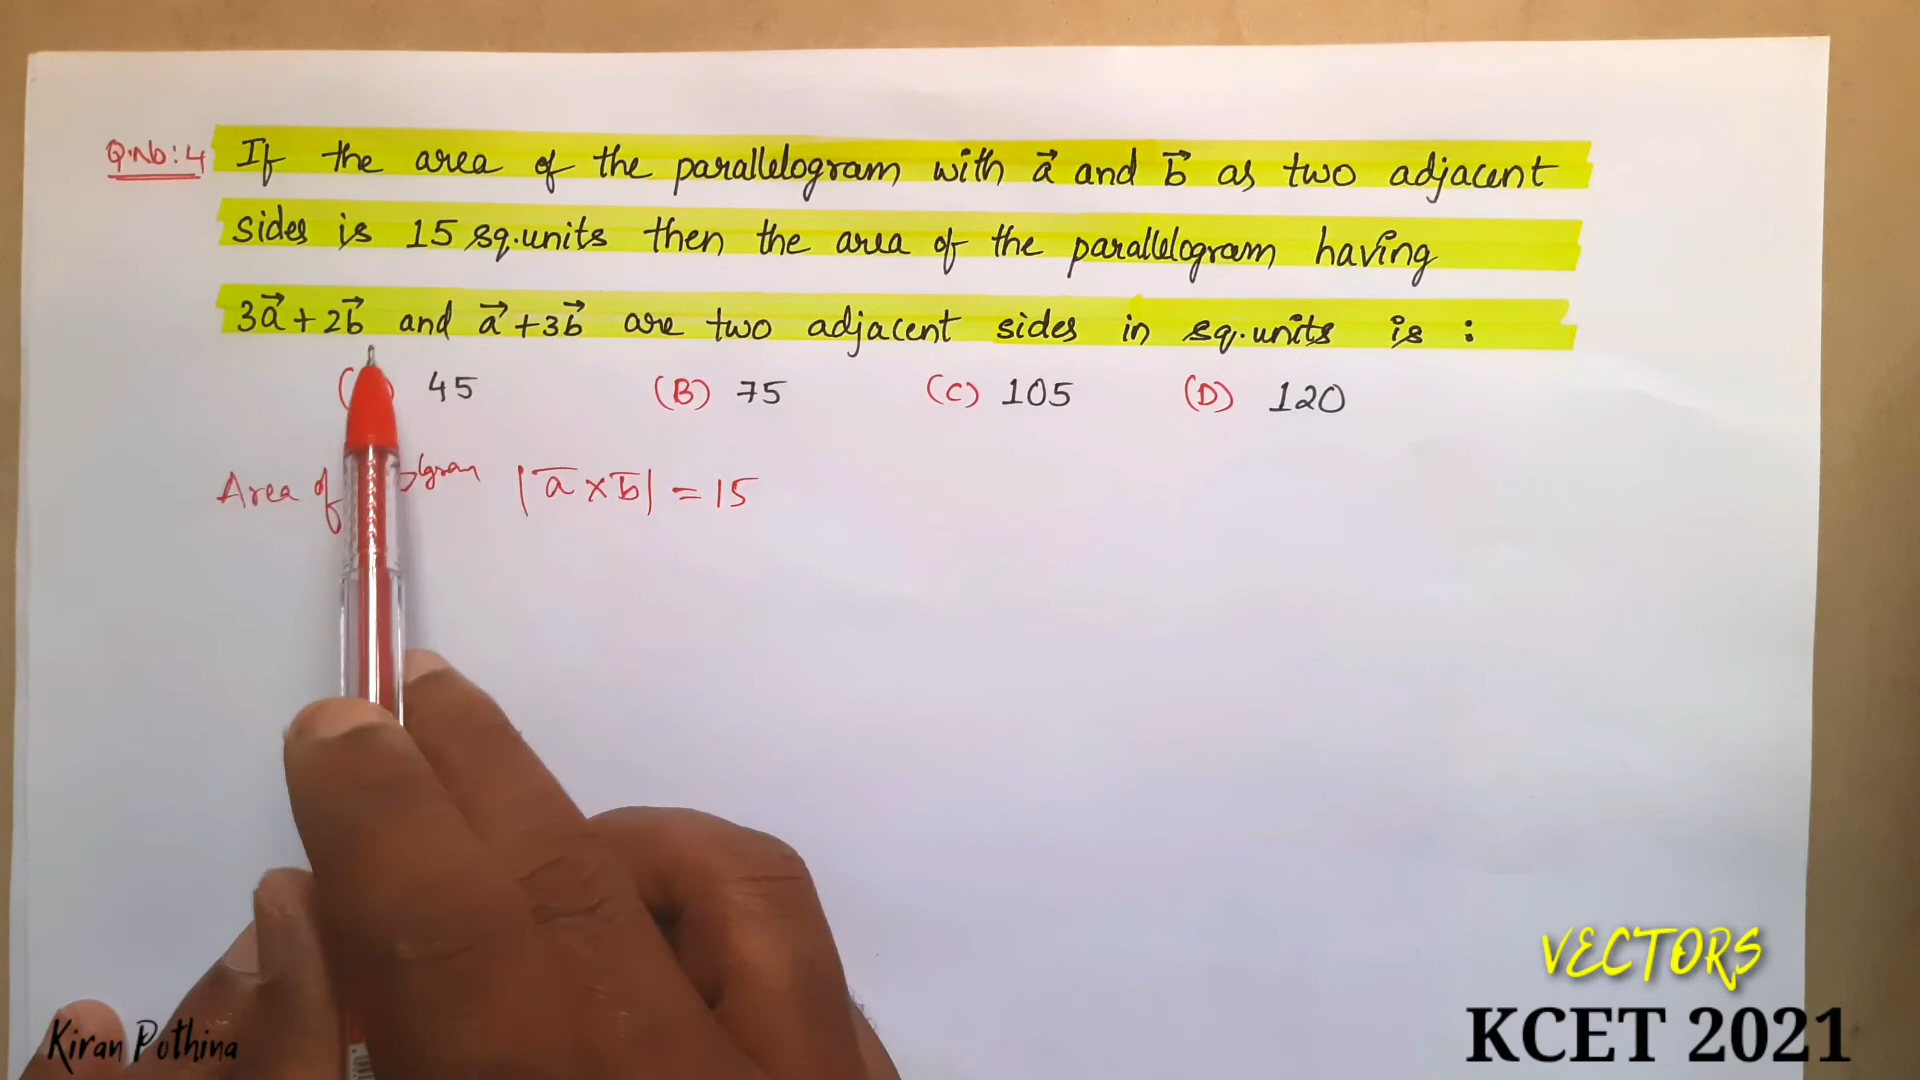 Q.No:4 If the area of the parallelogram with a⃗ and b⃗ as two adjacent
sides is 15 sq.units then the area of the parallelogram having
3a⃗+2b⃗ and a⃗+3b⃗ are two adjacent sides in sq.units is :
45 (B) 75 (C) 105 (D) 120
Area of |a̅ × b̅| = 15
VECTORS
KCET 2021
Kiran Pothina